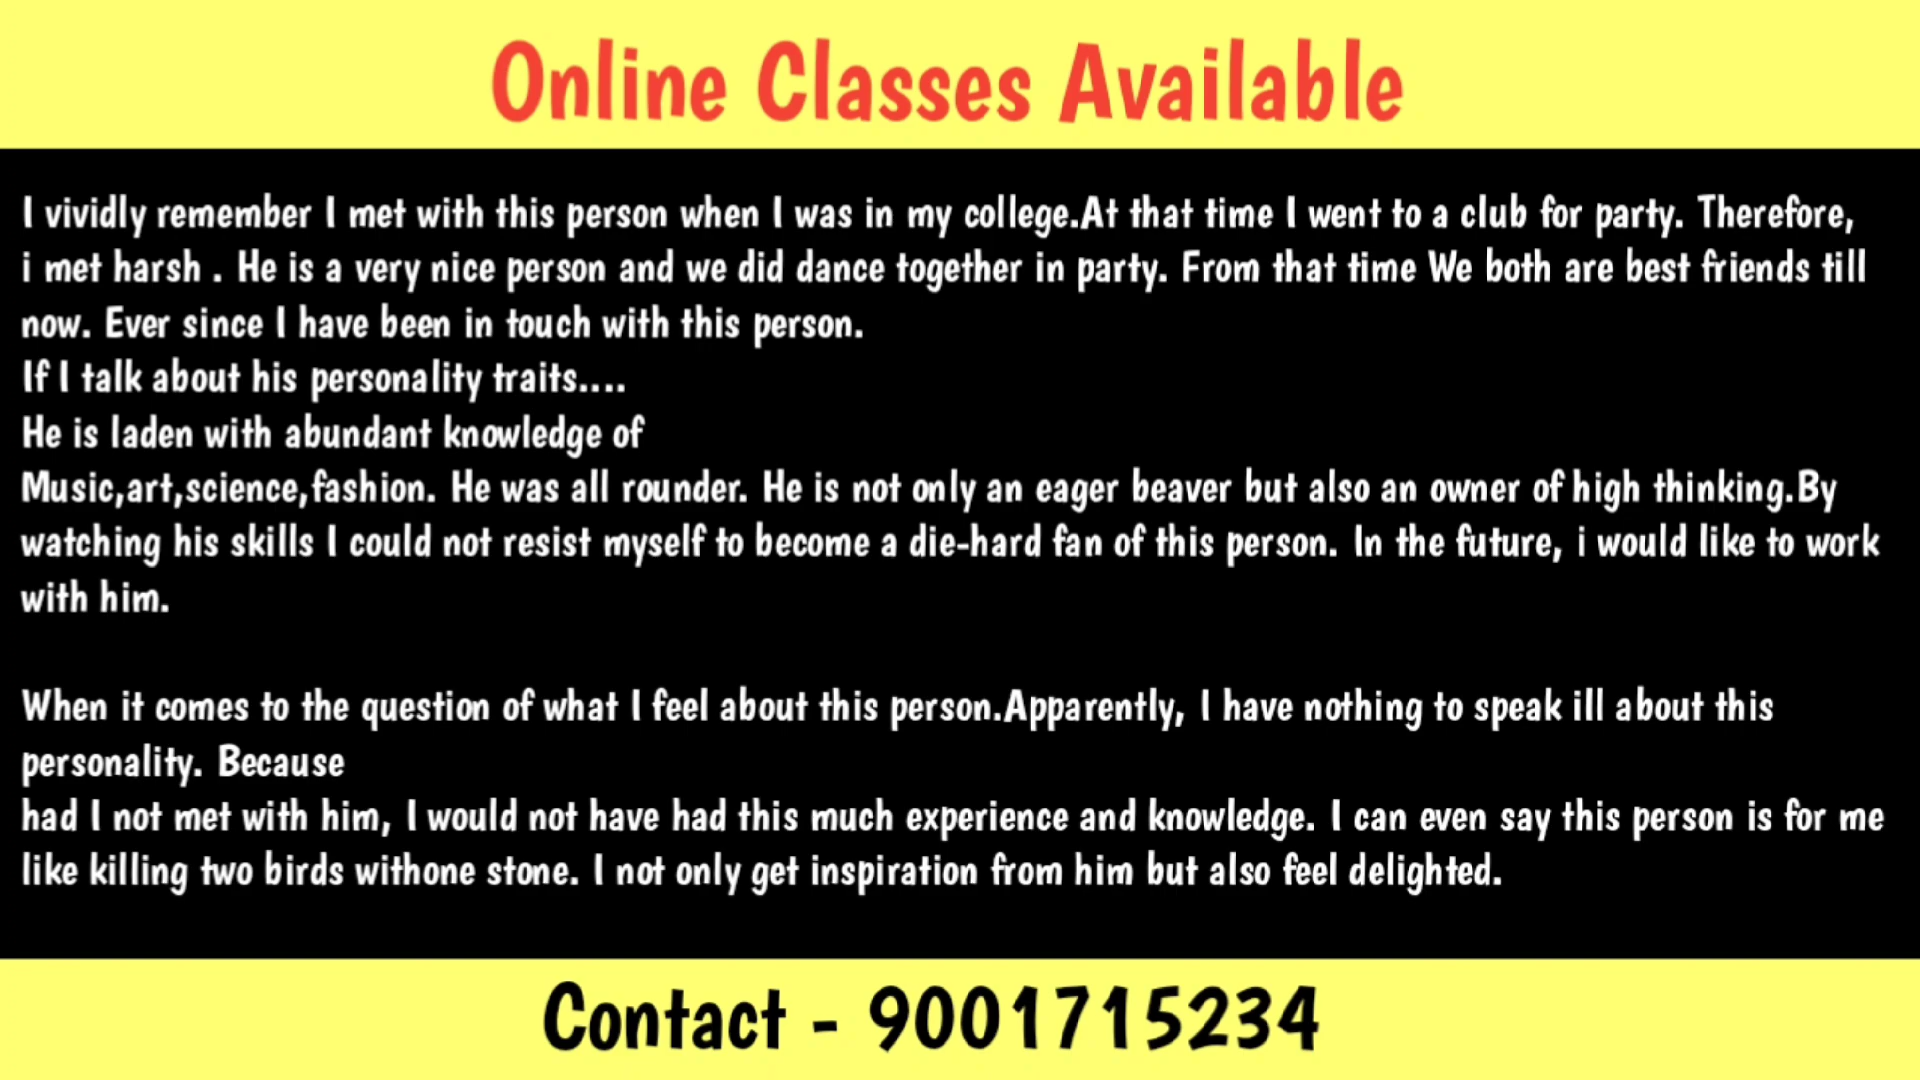 Online Classes Available
I vividly remember I met with this person when I was in my college.At that time I went to a club for party. Therefore,
i met harsh . He is a very nice person and we did dance together in party. From that time We both are best friends till
now. Ever since I have been in touch with this person.
If I talk about his personality traits....
He is laden with abundant knowledge of
Music,art,science,fashion. He was all rounder. He is not only an eager beaver but also an owner of high thinking.By
watching his skills I could not resist myself to become a die-hard fan of this person. In the future, i would like to work
with him.
When it comes to the question of what I feel about this person.Apparently, I have nothing to speak ill about this
personality. Because
had I not met with him, I would not have had this much experience and knowledge. I can even say this person is for me
like killing two birds withone stone. I not only get inspiration from him but also feel delighted.
Contact - 9001715234